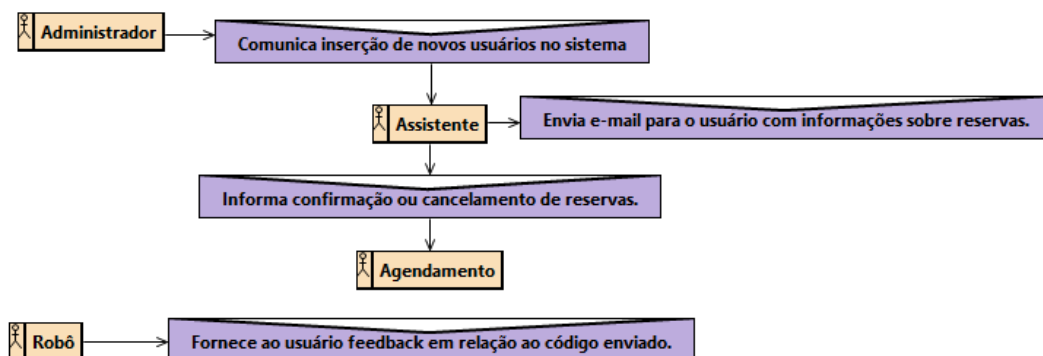 Administrador
Comunica inserção de novos usuários no sistema
Assistente
Envia e-mail para o usuário com informações sobre reservas.
Informa confirmação ou cancelamento de reservas.
Agendamento
Robô
Fornece ao usuário feedback em relação ao código enviado.